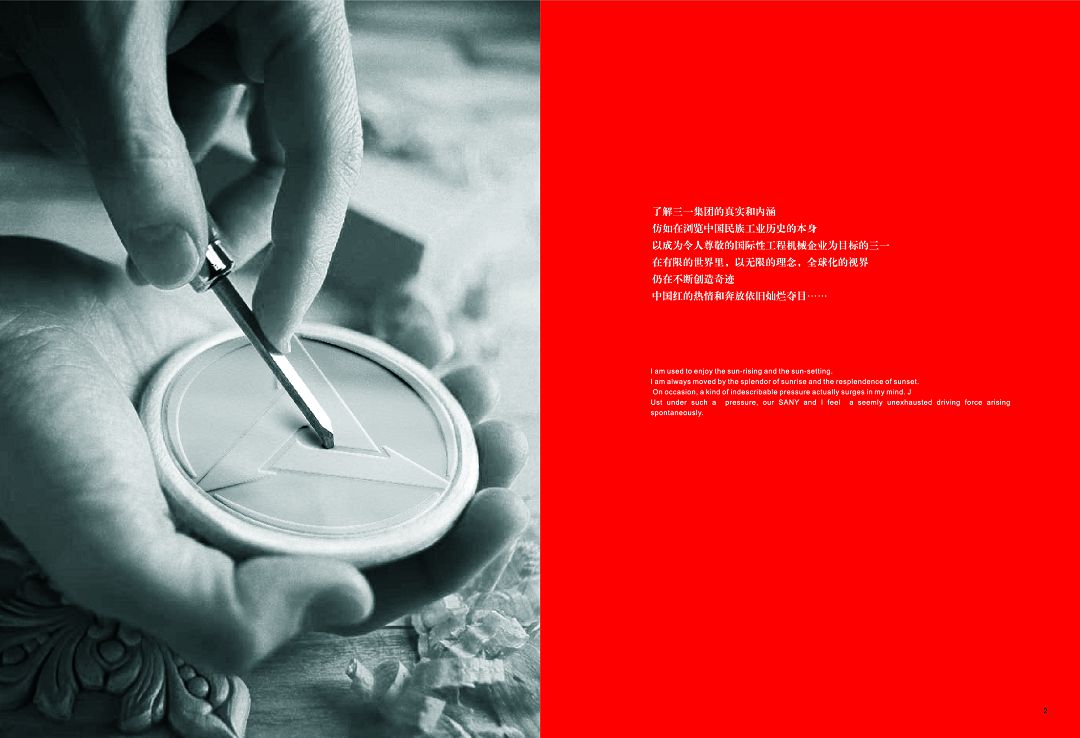 了解三一集团的真实和内涵
仿如在浏览中国民族工业历史的本身
以成为令人尊敬的国际性工程机械企业为目标的三一
在有限的世界里，以无限的理念、全球化的视界
仍在不断创造奇迹
中国红的热情和奔放依旧灿烂夺目……
I am used to enjoy the sun-rising and the sun-setting.
I am always moved by the splendor of sunrise and the resplendence of sunset.
On occasion, a kind of indescribable pressure actually surges in my mind. J
Ust under such a pressure, our SANY and I feel a seemly unexhausted driving force arising
spontaneously.
2